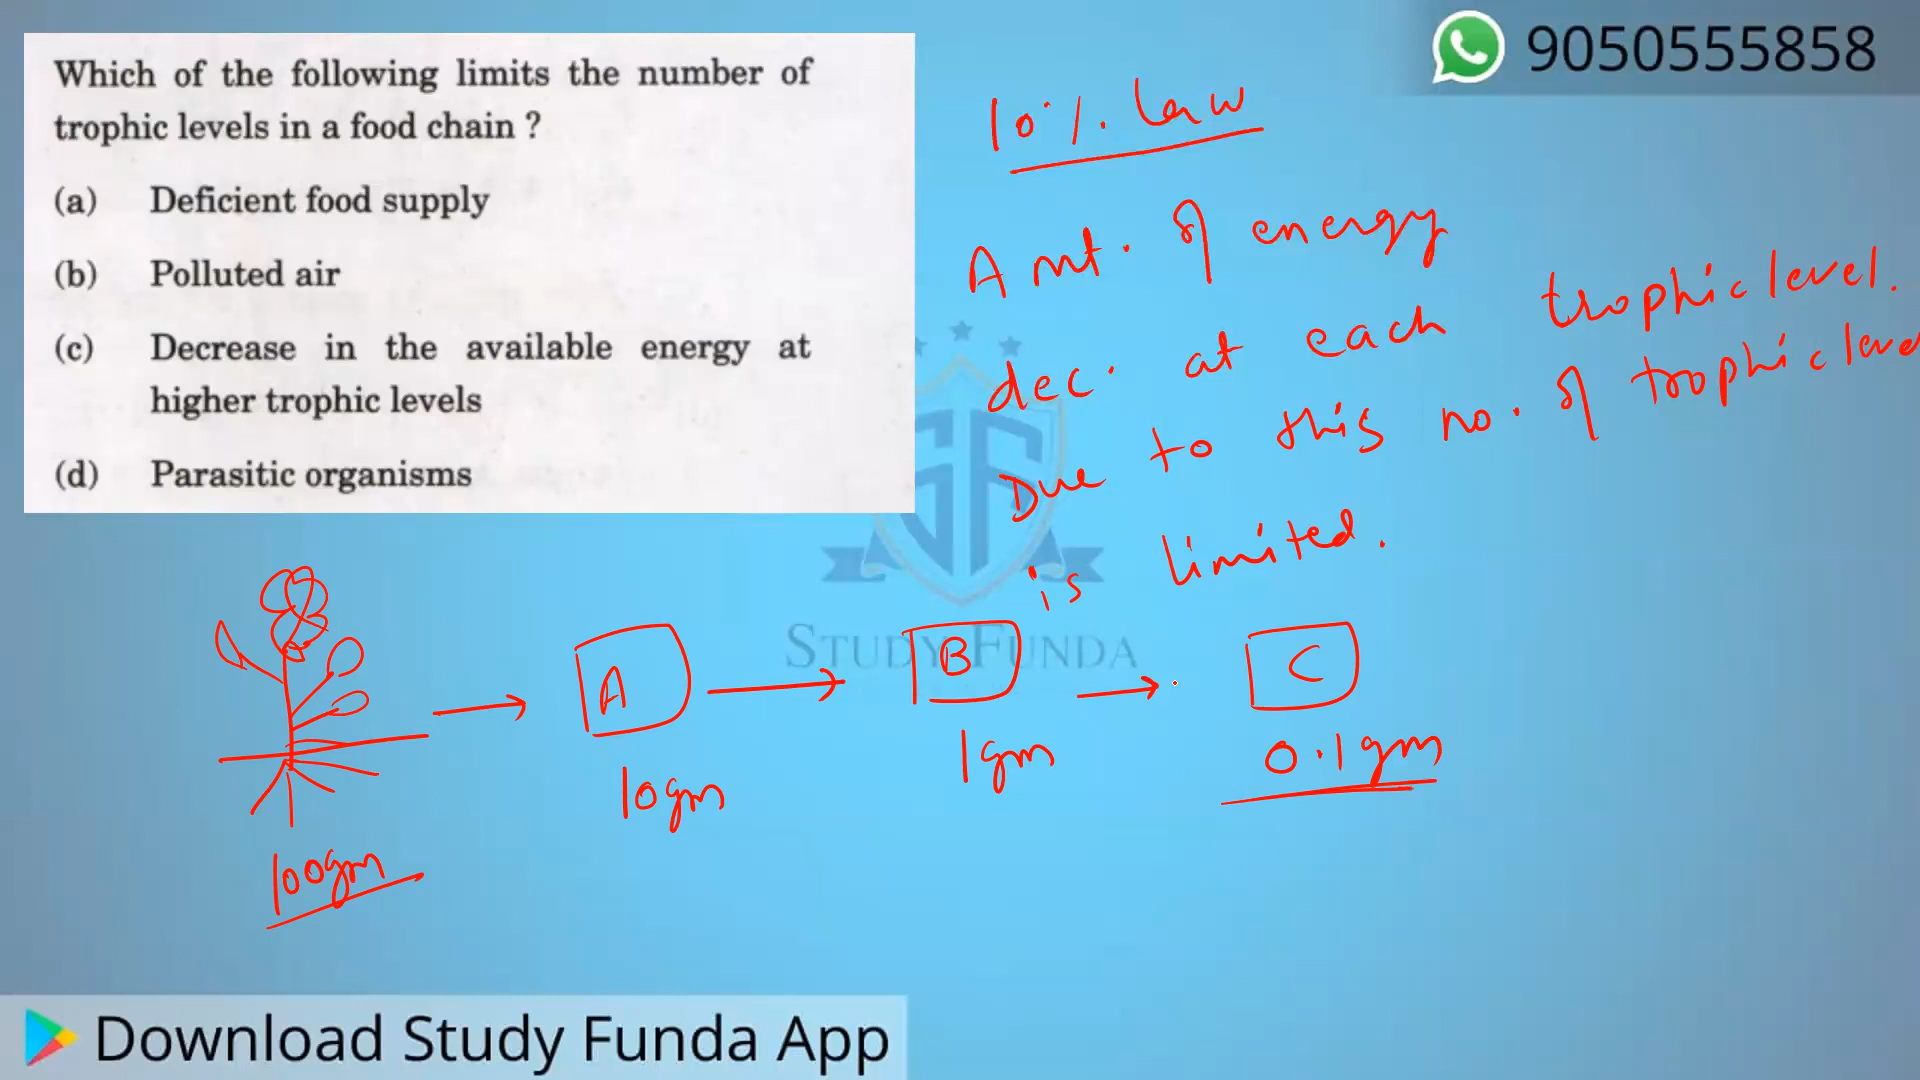 9050555858
Which of the following limits the number of
trophic levels in a food chain ?
(a) Deficient food supply
(b) Polluted air
(c) Decrease in the available energy at
higher trophic levels
(d) Parasitic organisms
10% law
Amt. of energy
dec. at each trophic level.
Due to this no. of trophic level
is limited.
STUDY FUNDA
A
B
C
100gm
10gm
1gm
0.1gm
Download Study Funda App